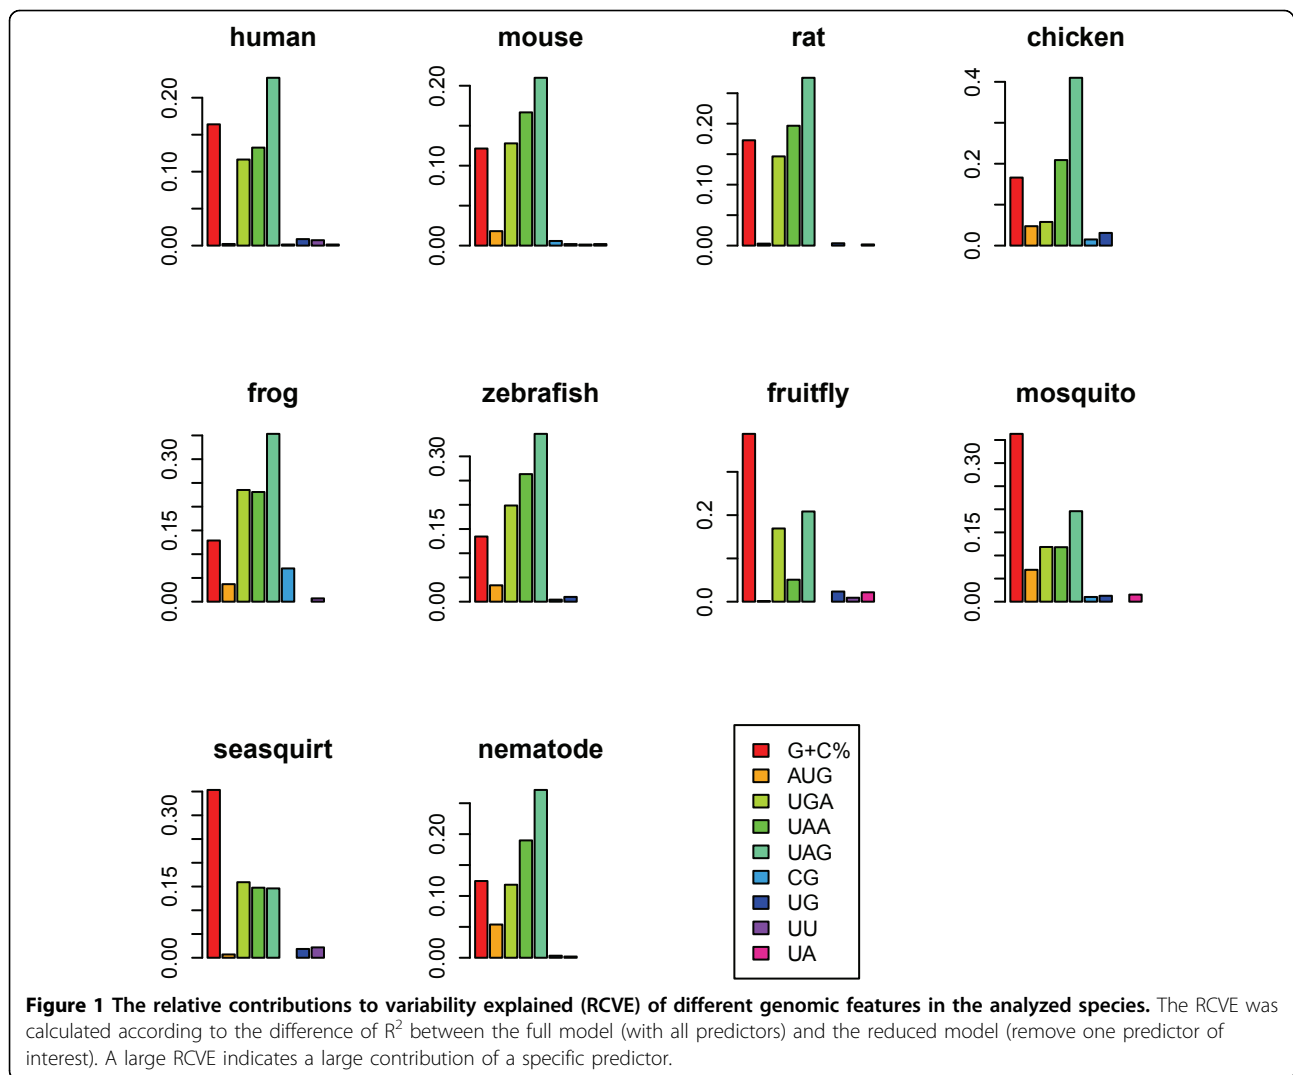 human
mouse
rat
chicken
0.00 0.10 0.20
0.00 0.10 0.20
0.00 0.10 0.20
0.0 0.2 0.4
frog
zebrafish
fruitfly
mosquito
0.00 0.15 0.30
0.00 0.15 0.30
0.0 0.2
0.00 0.15 0.30
seasquirt
nematode
0.00 0.15 0.30
0.00 0.10 0.20
G+C%
AUG
UGA
UAA
UAG
CG
UG
UU
UA
Figure 1 The relative contributions to variability explained (RCVE) of different genomic features in the analyzed species. The RCVE was
calculated according to the difference of R² between the full model (with all predictors) and the reduced model (remove one predictor of
interest). A large RCVE indicates a large contribution of a specific predictor.